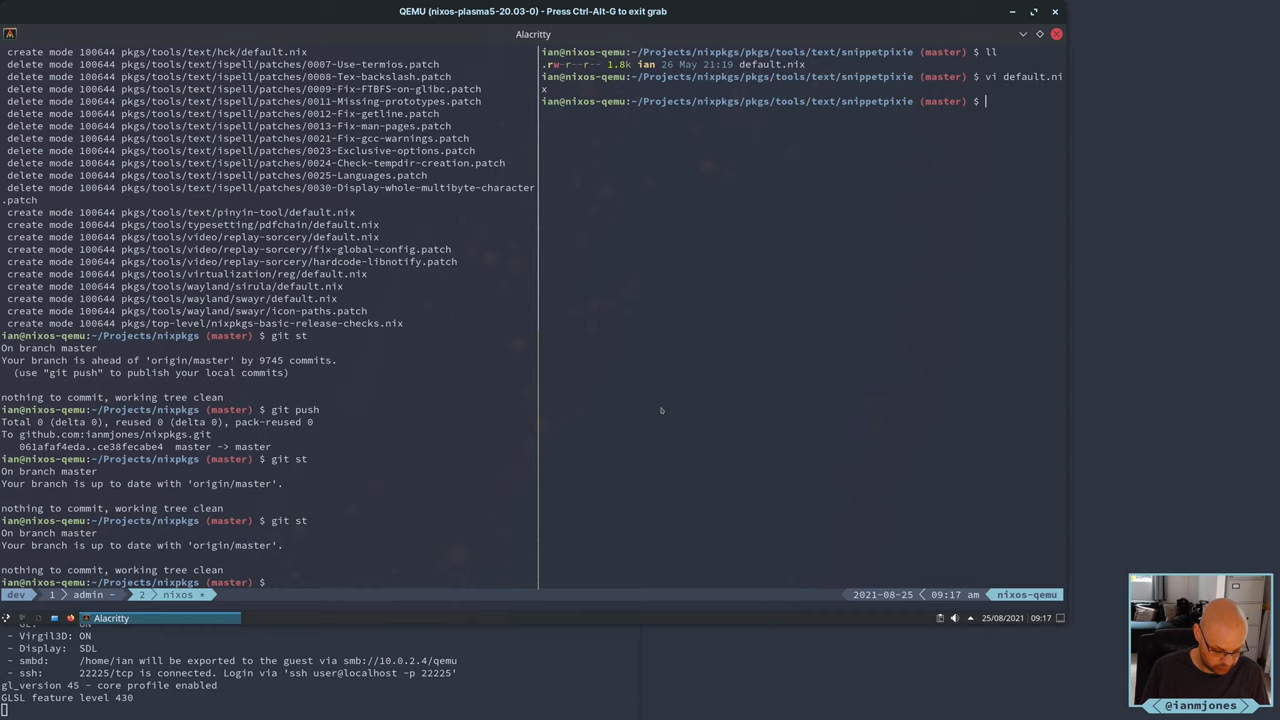 QEMU (nixos-plasma5-20.03-0) - Press Ctrl-Alt-G to exit grab
Alacritty
create mode 100644 pkgs/tools/text/hck/default.nix
delete mode 100644 pkgs/tools/text/ispell/patches/0007-Use-termios.patch
delete mode 100644 pkgs/tools/text/ispell/patches/0008-Tex-backslash.patch
delete mode 100644 pkgs/tools/text/ispell/patches/0009-Fix-FTBFS-on-glibc.patch
delete mode 100644 pkgs/tools/text/ispell/patches/0011-Missing-prototypes.patch
delete mode 100644 pkgs/tools/text/ispell/patches/0012-Fix-getline.patch
delete mode 100644 pkgs/tools/text/ispell/patches/0013-Fix-man-pages.patch
delete mode 100644 pkgs/tools/text/ispell/patches/0021-Fix-gcc-warnings.patch
delete mode 100644 pkgs/tools/text/ispell/patches/0023-Exclusive-options.patch
delete mode 100644 pkgs/tools/text/ispell/patches/0024-Check-tempdir-creation.patch
delete mode 100644 pkgs/tools/text/ispell/patches/0025-Languages.patch
delete mode 100644 pkgs/tools/text/ispell/patches/0030-Display-whole-multibyte-character
.patch
create mode 100644 pkgs/tools/text/pinyin-tool/default.nix
create mode 100644 pkgs/tools/typesetting/pdfchain/default.nix
create mode 100644 pkgs/tools/video/replay-sorcery/default.nix
create mode 100644 pkgs/tools/video/replay-sorcery/fix-global-config.patch
create mode 100644 pkgs/tools/video/replay-sorcery/hardcode-libnotify.patch
create mode 100644 pkgs/tools/virtualization/reg/default.nix
create mode 100644 pkgs/tools/wayland/sirula/default.nix
create mode 100644 pkgs/tools/wayland/swayr/default.nix
create mode 100644 pkgs/tools/wayland/swayr/icon-paths.patch
create mode 100644 pkgs/top-level/nixpkgs-basic-release-checks.nix
ian@nixos-qemu:~/Projects/nixpkgs (master) $ git st
On branch master
Your branch is ahead of 'origin/master' by 9745 commits.
(use "git push" to publish your local commits)
nothing to commit, working tree clean
ian@nixos-qemu:~/Projects/nixpkgs (master) $ git push
Total 0 (delta 0), reused 0 (delta 0), pack-reused 0
To github.com:ianmjones/nixpkgs.git
061afaf4eda..ce38fecabe4 master -> master
ian@nixos-qemu:~/Projects/nixpkgs (master) $ git st
On branch master
Your branch is up to date with 'origin/master'.
nothing to commit, working tree clean
ian@nixos-qemu:~/Projects/nixpkgs (master) $ git st
On branch master
Your branch is up to date with 'origin/master'.
nothing to commit, working tree clean
ian@nixos-qemu:~/Projects/nixpkgs (master) $
ian@nixos-qemu:~/Projects/nixpkgs/pkgs/tools/text/snippetpixie (master) $ ll
.rw-r--r-- 1.8k ian 26 May 21:19 default.nix
ian@nixos-qemu:~/Projects/nixpkgs/pkgs/tools/text/snippetpixie (master) $ vi default.ni
x
ian@nixos-qemu:~/Projects/nixpkgs/pkgs/tools/text/snippetpixie (master) $
dev 1 admin - 2 nixos * 2021-08-25 09:17 am nixos-qemu
Alacritty 25/08/2021 09:17
- Virgil3D: ON
- Display: SDL
- smbd: /home/ian will be exported to the guest via smb://10.0.2.4/qemu
- ssh: 22225/tcp is connected. Login via 'ssh user@localhost -p 22225'
gl_version 45 - core profile enabled
GLSL feature level 430
@ianmjones